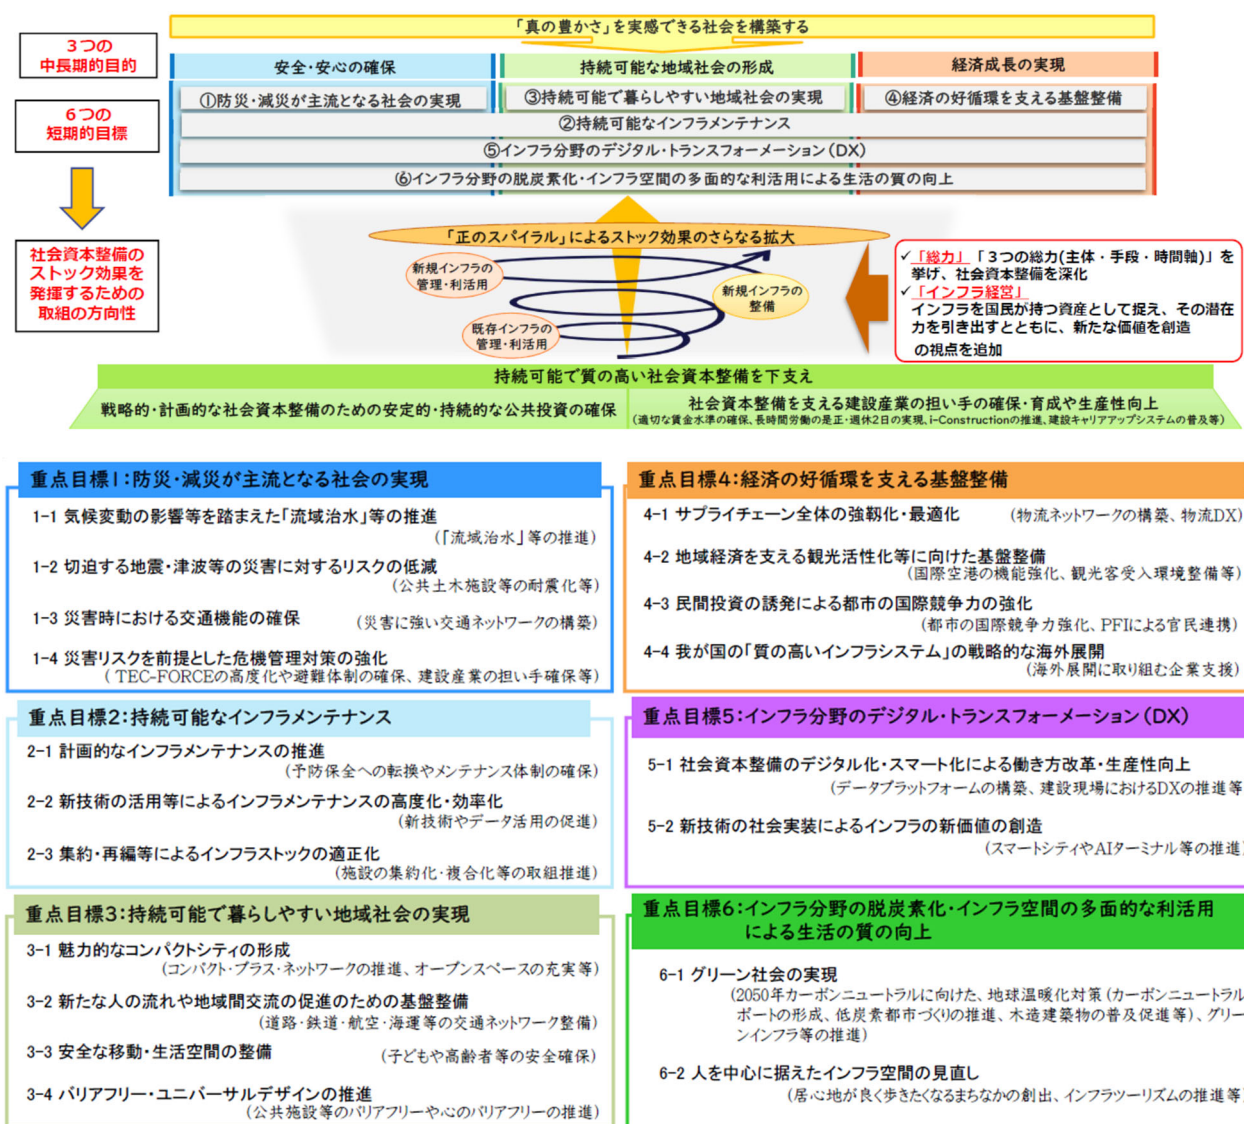 「真の豊かさ」を実感できる社会を構築する
３つの
中長期的目的
安全・安心の確保
持続可能な地域社会の形成
経済成長の実現
６つの
短期的目標
①防災・減災が主流となる社会の実現
③持続可能で暮らしやすい地域社会の実現
④経済の好循環を支える基盤整備
②持続可能なインフラメンテナンス
⑤インフラ分野のデジタル・トランスフォーメーション（DX）
⑥インフラ分野の脱炭素化・インフラ空間の多面的な利活用による生活の質の向上
社会資本整備の
ストック効果を
発揮するための
取組の方向性
「正のスパイラル」によるストック効果のさらなる拡大
新規インフラの
管理・利活用
新規インフラの
整備
既存インフラの
管理・利活用
✓「総力」「３つの総力(主体・手段・時間軸)」を
挙げ、社会資本整備を深化
✓「インフラ経営」
インフラを国民が持つ資産として捉え、その潜在
力を引き出すとともに、新たな価値を創造
の視点を追加
持続可能で質の高い社会資本整備を下支え
戦略的・計画的な社会資本整備のための安定的・持続的な公共投資の確保
社会資本整備を支える建設産業の担い手の確保・育成や生産性向上
（適切な賃金水準の確保、長時間労働の是正・週休2日の実現、i-Constructionの推進、建設キャリアアップシステムの普及等）
重点目標1：防災・減災が主流となる社会の実現
1-1 気候変動の影響等を踏まえた「流域治水」等の推進
（「流域治水」等の推進）
1-2 切迫する地震・津波等の災害に対するリスクの低減
（公共土木施設等の耐震化等）
1-3 災害時における交通機能の確保
（災害に強い交通ネットワークの構築）
1-4 災害リスクを前提とした危機管理対策の強化
（TEC-FORCEの高度化や避難体制の確保、建設産業の担い手確保等）
重点目標2：持続可能なインフラメンテナンス
2-1 計画的なインフラメンテナンスの推進
（予防保全への転換やメンテナンス体制の確保）
2-2 新技術の活用等によるインフラメンテナンスの高度化・効率化
（新技術やデータ活用の促進）
2-3 集約・再編等によるインフラストックの適正化
（施設の集約化・複合化等の取組推進）
重点目標3：持続可能で暮らしやすい地域社会の実現
3-1 魅力的なコンパクトシティの形成
（コンパクト・プラス・ネットワークの推進、オープンスペースの充実等）
3-2 新たな人の流れや地域間交流の促進のための基盤整備
（道路・鉄道・航空・海運等の交通ネットワーク整備）
3-3 安全な移動・生活空間の整備
（子どもや高齢者等の安全確保）
3-4 バリアフリー・ユニバーサルデザインの推進
（公共施設等のバリアフリーや心のバリアフリーの推進）
重点目標4：経済の好循環を支える基盤整備
4-1 サプライチェーン全体の強靱化・最適化
（物流ネットワークの構築、物流DX）
4-2 地域経済を支える観光活性化等に向けた基盤整備
（国際空港の機能強化、観光客受入環境整備等）
4-3 民間投資の誘発による都市の国際競争力の強化
（都市の国際競争力強化、PFIによる官民連携）
4-4 我が国の「質の高いインフラシステム」の戦略的な海外展開
（海外展開に取り組む企業支援）
重点目標5：インフラ分野のデジタル・トランスフォーメーション（DX）
5-1 社会資本整備のデジタル化・スマート化による働き方改革・生産性向上
（データプラットフォームの構築、建設現場におけるDXの推進等
5-2 新技術の社会実装によるインフラの新価値の創造
（スマートシティやAIターミナル等の推進）
重点目標6：インフラ分野の脱炭素化・インフラ空間の多面的な利活用
による生活の質の向上
6-1 グリーン社会の実現
（2050年カーボンニュートラルに向けた、地球温暖化対策（カーボンニュートラル
ポートの形成、低炭素都市づくりの推進、木造建築物の普及促進等）、グリー
ンインフラ等の推進）
6-2 人を中心に据えたインフラ空間の見直し
（居心地が良く歩きたくなるまちなかの創出、インフラツーリズムの推進等）